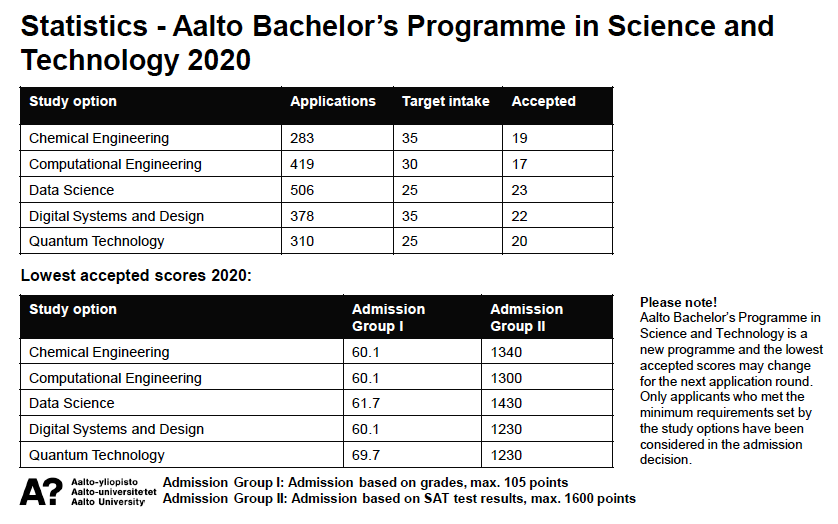 Statistics - Aalto Bachelor's Programme in Science and
Technology 2020
Study option Applications Target intake Accepted
Chemical Engineering 283 35 19
Computational Engineering 419 30 17
Data Science 506 25 23
Digital Systems and Design 378 35 22
Quantum Technology 310 25 20
Lowest accepted scores 2020:
Study option Admission Group I Admission Group II
Chemical Engineering 60.1 1340
Computational Engineering 60.1 1300
Data Science 61.7 1430
Digital Systems and Design 60.1 1230
Quantum Technology 69.7 1230
Please note!
Aalto Bachelor's Programme in
Science and Technology is a
new programme and the lowest
accepted scores may change
for the next application round.
Only applicants who met the
minimum requirements set by
the study options have been
considered in the admission
decision.
A?
Aalto-yliopisto
Aalto-universitetet
Aalto University
Admission Group I: Admission based on grades, max. 105 points
Admission Group II: Admission based on SAT test results, max. 1600 points